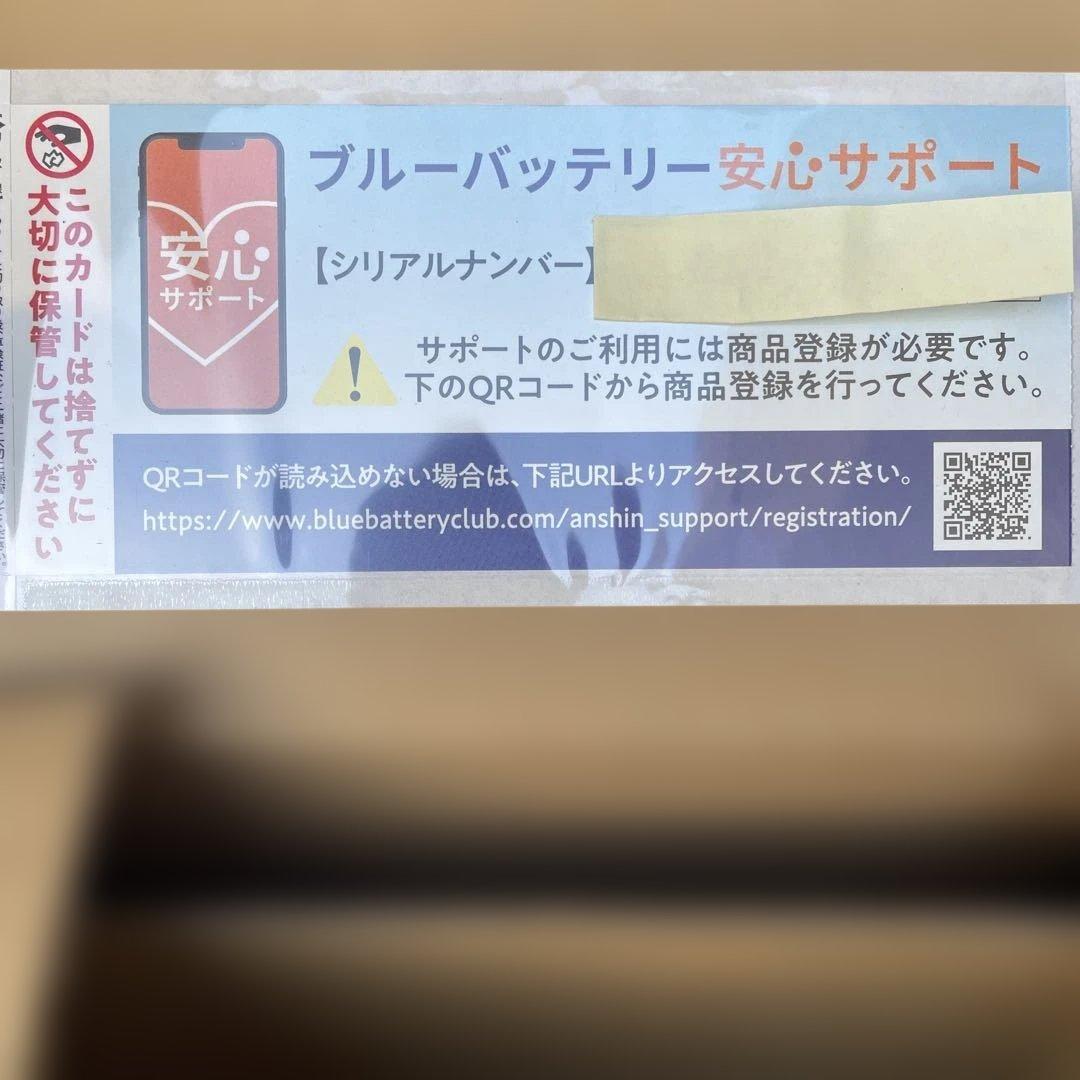 このカードは捨てずに
大切に保管してください
安心
サポート
ブルーバッテリー安心サポート
【シリアルナンバー】
サポートのご利用には商品登録が必要です。
下のQRコードから商品登録を行ってください。
QRコードが読み込めない場合は、下記URLよりアクセスしてください。
https://www.bluebatteryclub.com/anshin_support/registration/